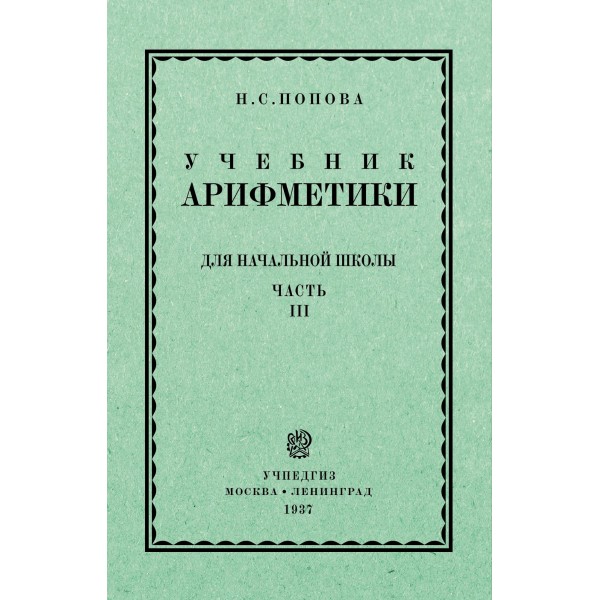 Н.С.ПОПОВА
УЧЕБНИК
АРИФМЕТИКИ
ДЛЯ НАЧАЛЬНОЙ ШКОЛЫ
ЧАСТЬ
III
УЧПЕДГИЗ
МОСКВА • ЛЕНИНГРАД
1937